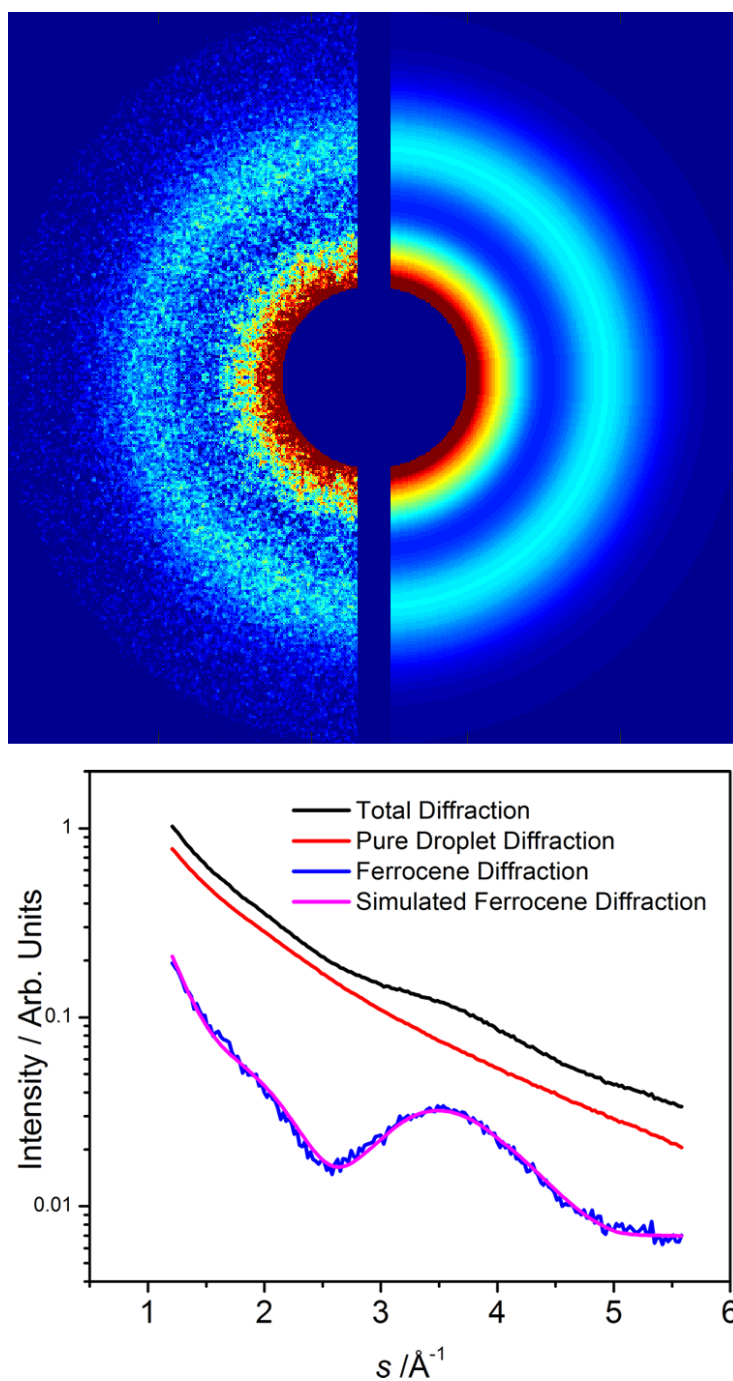 Total Diffraction
Pure Droplet Diffraction
Ferrocene Diffraction
Simulated Ferrocene Diffraction
Intensity / Arb. Units
1
0.1
0.01
1 2 3 4 5 6
s /Å⁻¹